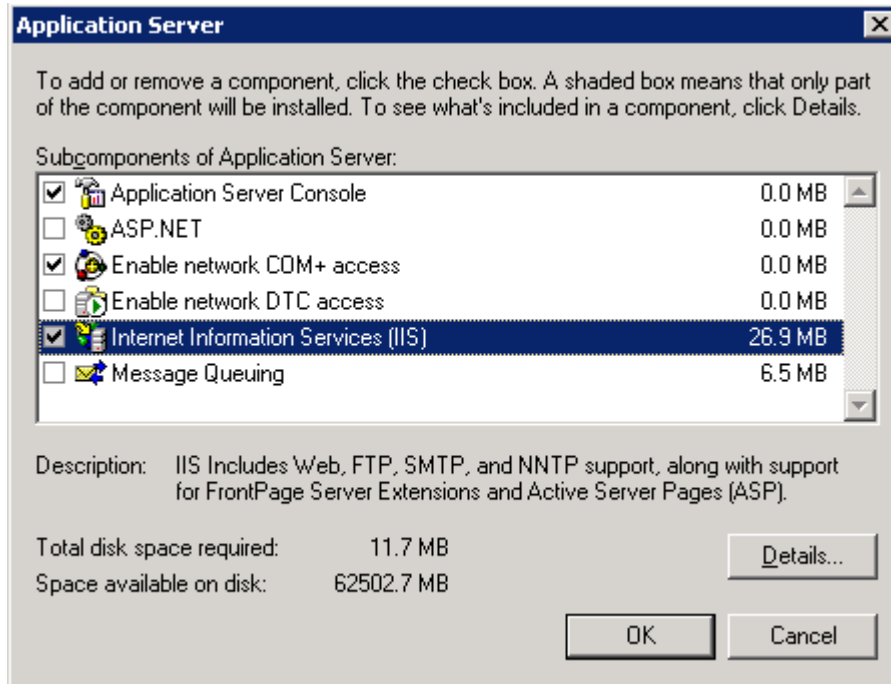 Application Server
To add or remove a component, click the check box. A shaded box means that only part
of the component will be installed. To see what's included in a component, click Details.
Subcomponents of Application Server:
Application Server Console 0.0 MB
ASP.NET 0.0 MB
Enable network COM+ access 0.0 MB
Enable network DTC access 0.0 MB
Internet Information Services (IIS) 26.9 MB
Message Queuing 6.5 MB
Description: IIS Includes Web, FTP, SMTP, and NNTP support, along with support
for FrontPage Server Extensions and Active Server Pages (ASP).
Total disk space required: 11.7 MB
Space available on disk: 62502.7 MB
Details...
OK Cancel